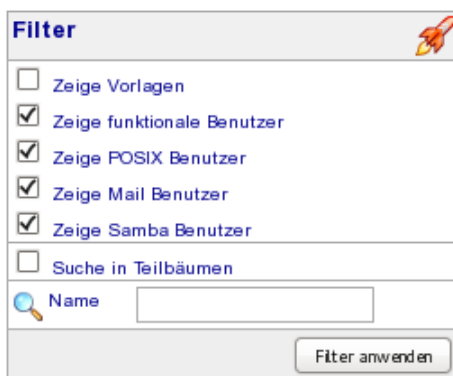 Filter
Zeige Vorlagen
Zeige funktionale Benutzer
Zeige POSIX Benutzer
Zeige Mail Benutzer
Zeige Samba Benutzer
Suche in Teilbäumen
Name
Filter anwenden